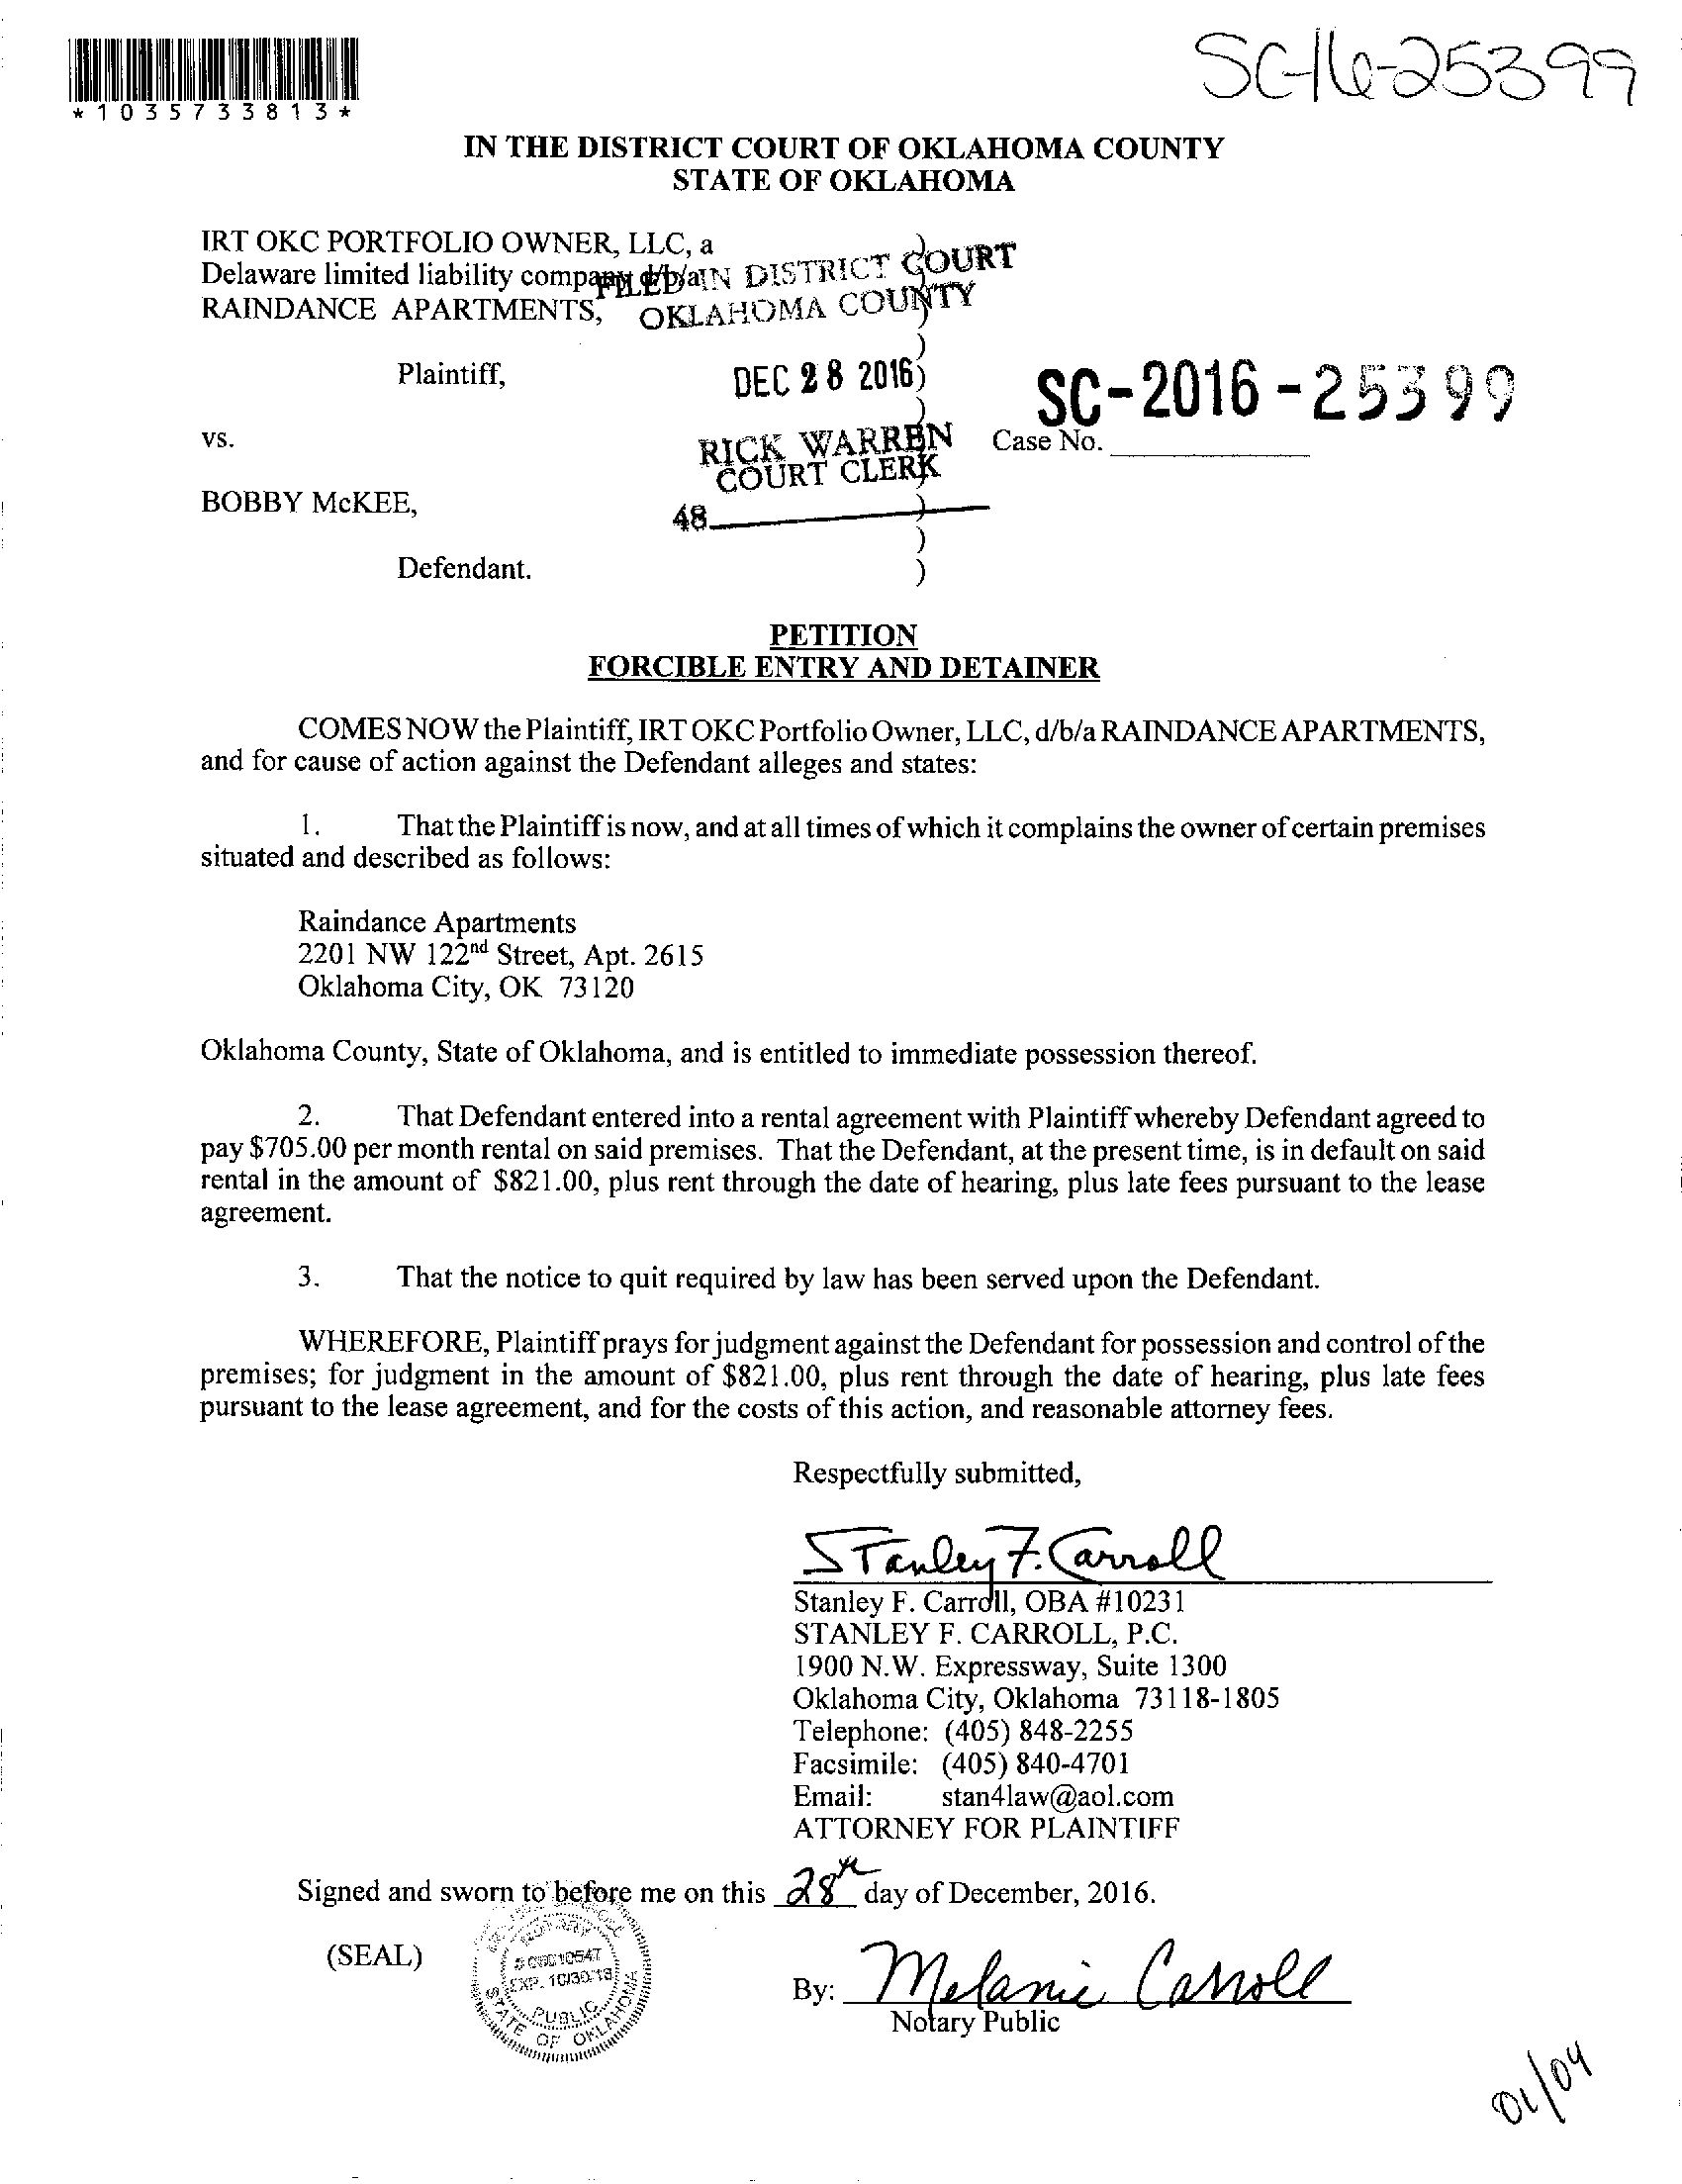 SC-16-25399
*1035733813*
IN THE DISTRICT COURT OF OKLAHOMA COUNTY
STATE OF OKLAHOMA
IRT OKC PORTFOLIO OWNER, LLC, a
Delaware limited liability company d/b/a
RAINDANCE APARTMENTS,
FILED IN DISTRICT COURT
OKLAHOMA COUNTY
)
)
)
Plaintiff,
DEC 28 2016
)
SC-2016-25399
)
vs.
RICK WARREN
COURT CLERK
)
Case No.
)
BOBBY McKEE,
48
)
)
Defendant.
)
PETITION
FORCIBLE ENTRY AND DETAINER
COMES NOW the Plaintiff, IRT OKC Portfolio Owner, LLC, d/b/a RAINDANCE APARTMENTS,
and for cause of action against the Defendant alleges and states:
1. That the Plaintiff is now, and at all times of which it complains the owner of certain premises
situated and described as follows:
Raindance Apartments
2201 NW 122nd Street, Apt. 2615
Oklahoma City, OK 73120
Oklahoma County, State of Oklahoma, and is entitled to immediate possession thereof.
2. That Defendant entered into a rental agreement with Plaintiff whereby Defendant agreed to
pay $705.00 per month rental on said premises. That the Defendant, at the present time, is in default on said
rental in the amount of $821.00, plus rent through the date of hearing, plus late fees pursuant to the lease
agreement.
3. That the notice to quit required by law has been served upon the Defendant.
WHEREFORE, Plaintiff prays for judgment against the Defendant for possession and control of the
premises; for judgment in the amount of $821.00, plus rent through the date of hearing, plus late fees
pursuant to the lease agreement, and for the costs of this action, and reasonable attorney fees.
Respectfully submitted,
Stanley F. Carroll
Stanley F. Carroll, OBA #10231
STANLEY F. CARROLL, P.C.
1900 N.W. Expressway, Suite 1300
Oklahoma City, Oklahoma 73118-1805
Telephone: (405) 848-2255
Facsimile: (405) 840-4701
Email: stan4law@aol.com
ATTORNEY FOR PLAINTIFF
Signed and sworn to before me on this 28th day of December, 2016.
(SEAL)
NOTARY
EXP. 10/30/18
PUBLIC
STATE OF OKLAHOMA
By: Melanie Carroll
Notary Public
01/04